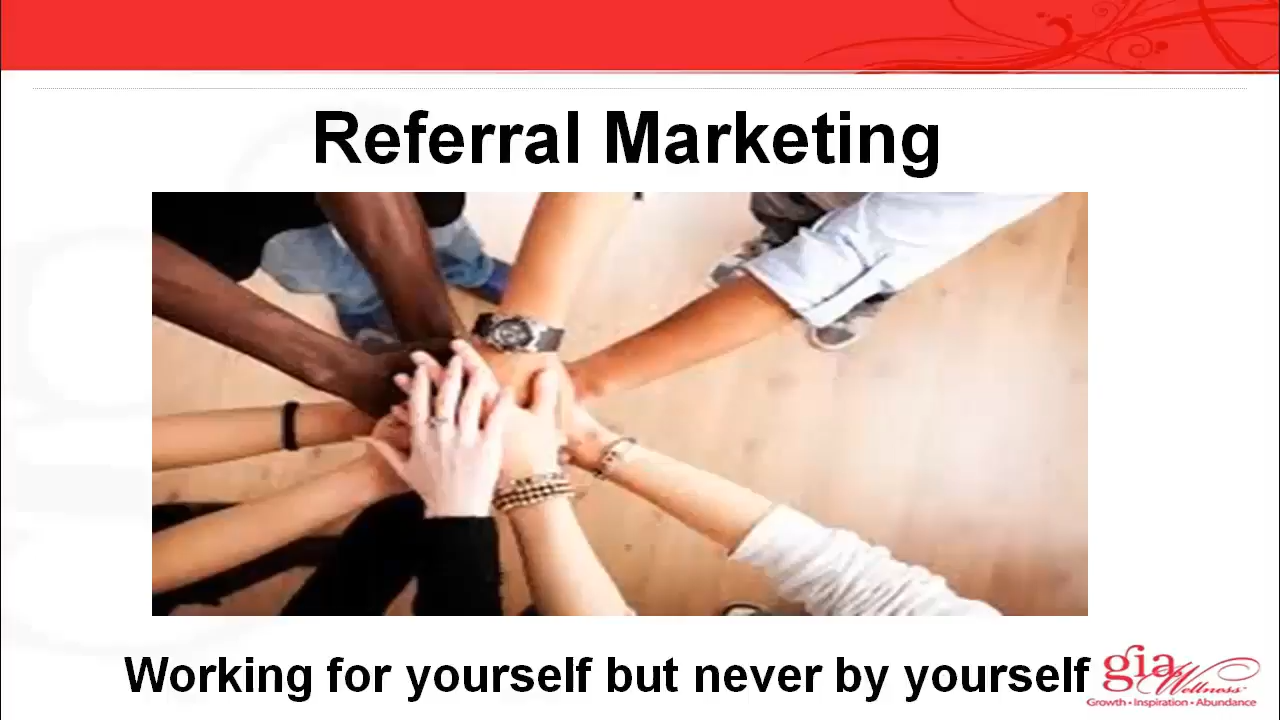 Referral Marketing
Working for yourself but never by yourself
gia Wellness
Growth • Inspiration • Abundance